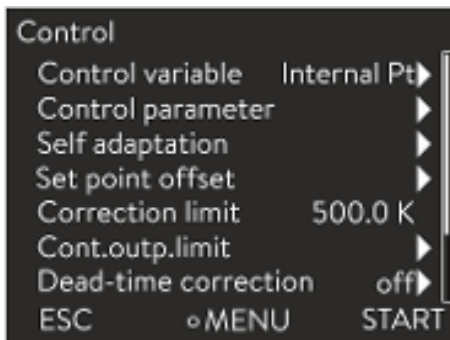 Control
Control variable Internal Pt
Control parameter
Self adaptation
Set point offset
Correction limit 500.0 K
Cont.outp.limit
Dead-time correction off
ESC MENU START